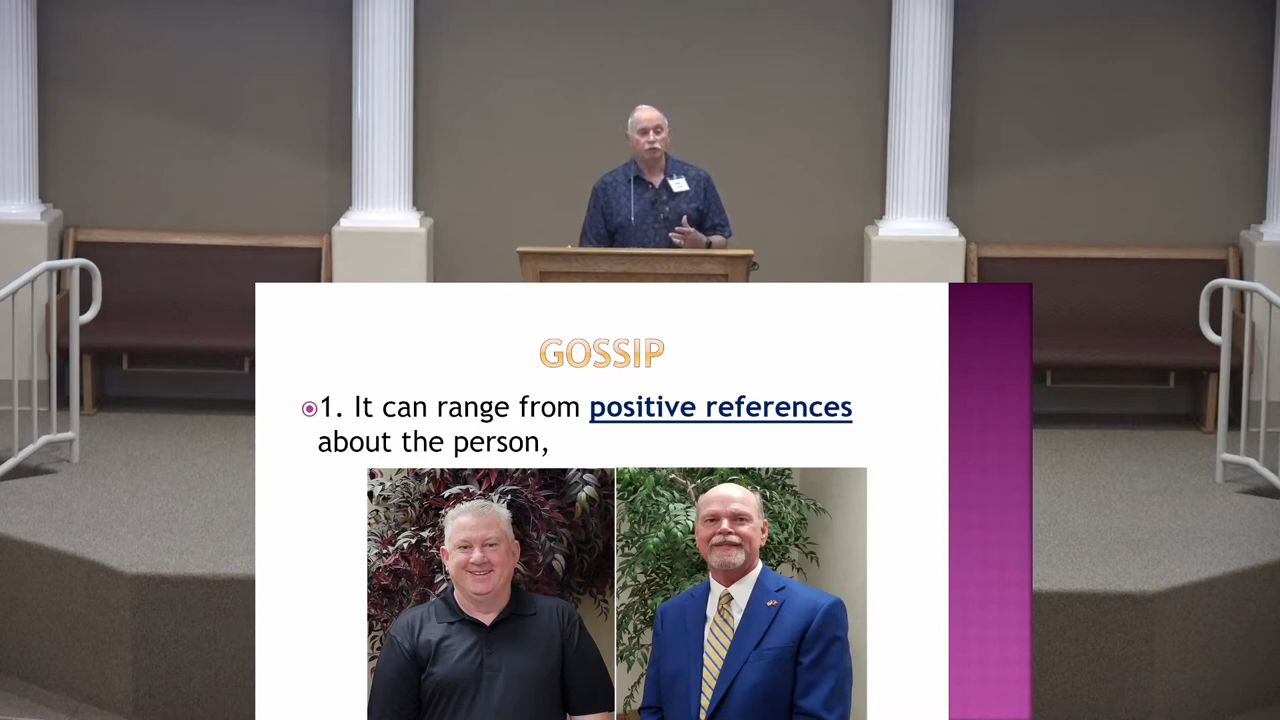 GOSSIP
1. It can range from positive references
about the person,